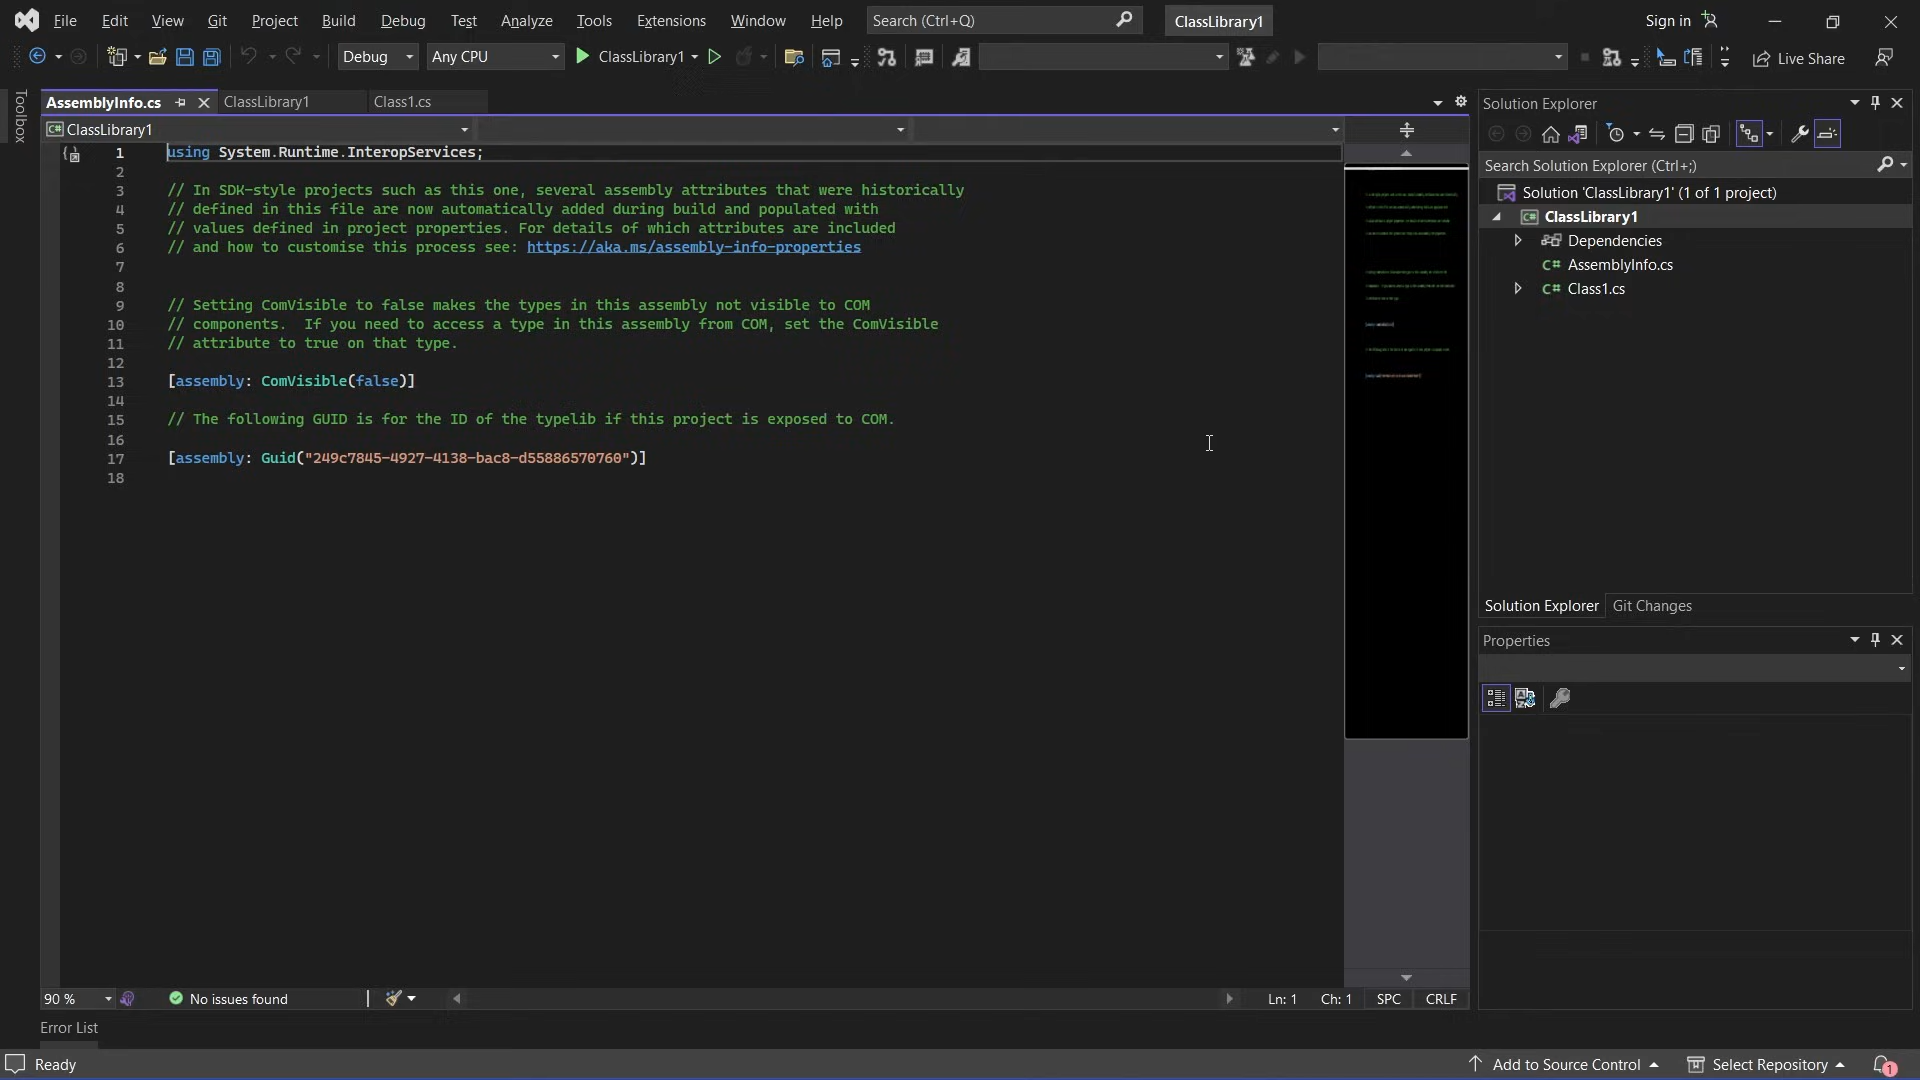 File Edit View Git Project Build Debug Test Analyze Tools Extensions Window Help Search (Ctrl+Q) ClassLibrary1 Sign in
Debug Any CPU ClassLibrary1 Live Share
Toolbox
AssemblyInfo.cs ClassLibrary1 Class1.cs
ClassLibrary1
1 using System.Runtime.InteropServices;
2
3 // In SDK-style projects such as this one, several assembly attributes that were historically
4 // defined in this file are now automatically added during build and populated with
5 // values defined in project properties. For details of which attributes are included
6 // and how to customise this process see: https://aka.ms/assembly-info-properties
7
8
9 // Setting ComVisible to false makes the types in this assembly not visible to COM
10 // components.  If you need to access a type in this assembly from COM, set the ComVisible
11 // attribute to true on that type.
12
13 [assembly: ComVisible(false)]
14
15 // The following GUID is for the ID of the typelib if this project is exposed to COM.
16
17 [assembly: Guid("249c7845-4927-4138-bac8-d55886570760")]
18
90 % No issues found Ln: 1 Ch: 1 SPC CRLF
Error List
Solution Explorer
Search Solution Explorer (Ctrl+;)
Solution 'ClassLibrary1' (1 of 1 project)
ClassLibrary1
Dependencies
C# AssemblyInfo.cs
C# Class1.cs
Solution Explorer Git Changes
Properties
Ready Add to Source Control Select Repository 1